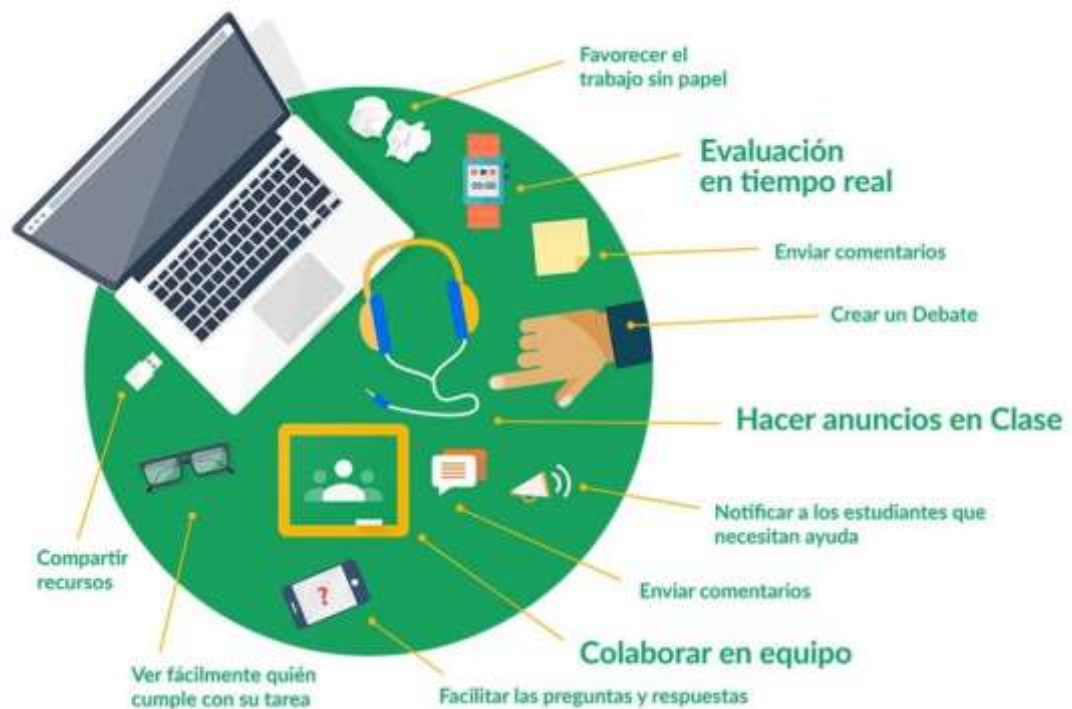 Favorecer el
trabajo sin papel
Evaluación
en tiempo real
Enviar comentarios
Crear un Debate
Hacer anuncios en Clase
Notificar a los estudiantes que
necesitan ayuda
Enviar comentarios
Colaborar en equipo
Facilitar las preguntas y respuestas
Ver fácilmente quién
cumple con su tarea
Compartir
recursos
00:00
?